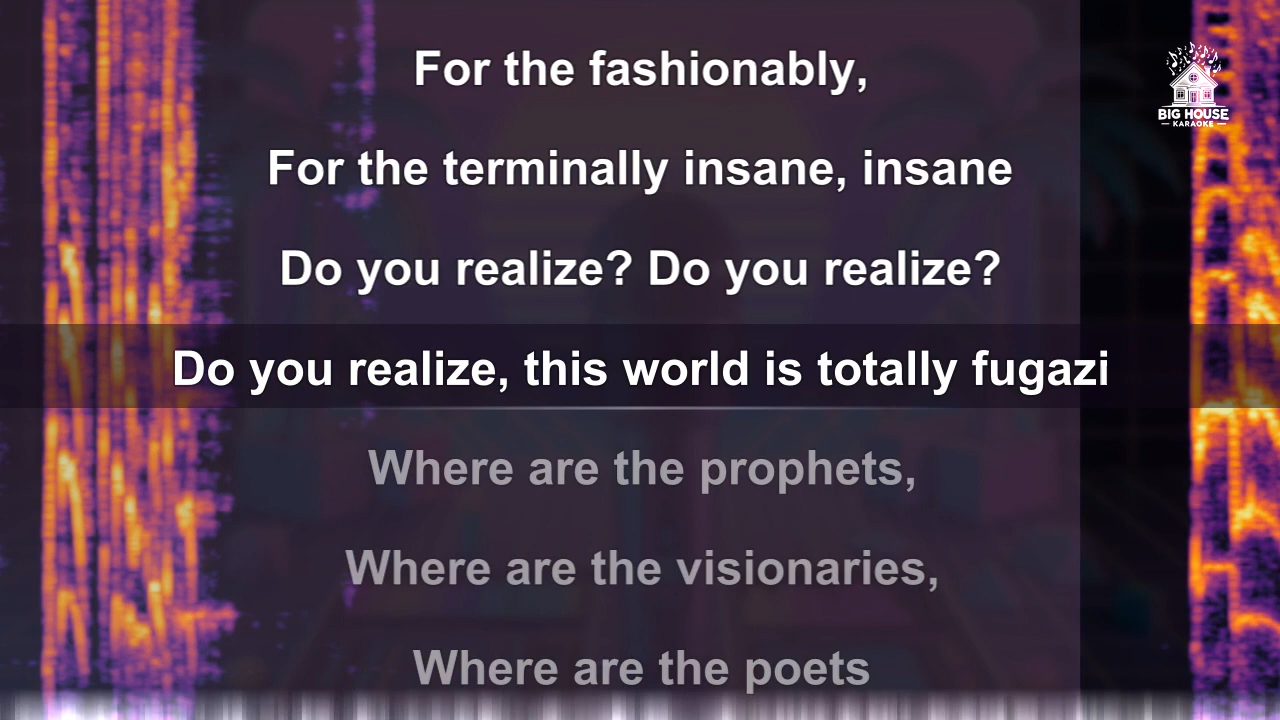 For the fashionably,
BIG HOUSE
KARAOKE
For the terminally insane, insane
Do you realize? Do you realize?
Do you realize, this world is totally fugazi
Where are the prophets,
Where are the visionaries,
Where are the poets